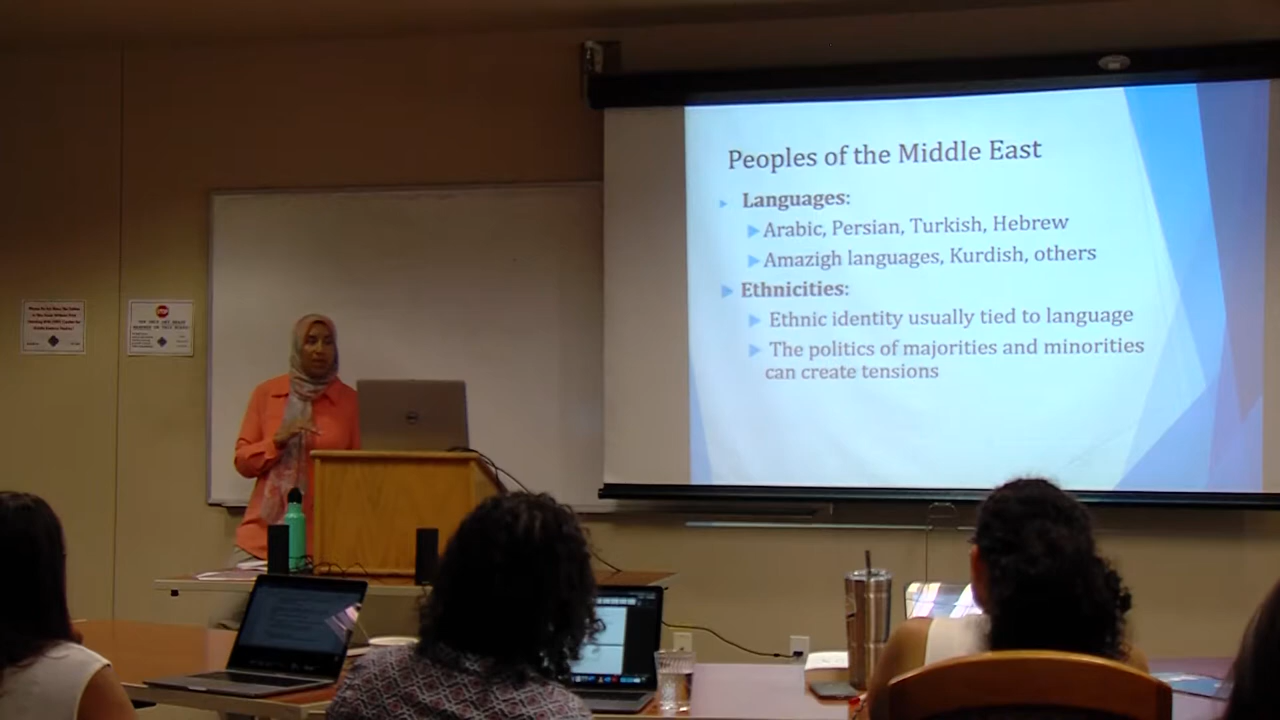 Peoples of the Middle East
Languages:
Arabic, Persian, Turkish, Hebrew
Amazigh languages, Kurdish, others
Ethnicities:
Ethnic identity usually tied to language
The politics of majorities and minorities
can create tensions